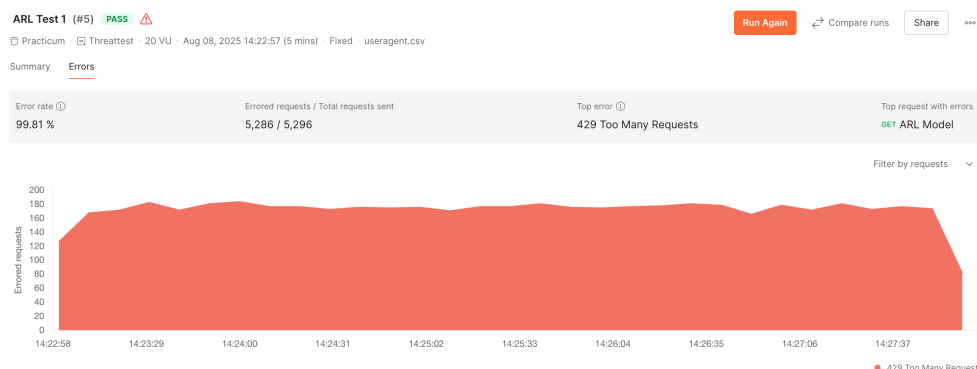 ARL Test 1 (#5) PASS
Run Again
Compare runs
Share
Practicum · Threattest · 20 VU · Aug 08, 2025 14:22:57 (5 mins) · Fixed · useragent.csv
Summary
Errors
Error rate
Errored requests / Total requests sent
Top error
Top request with errors
99.81 %
5,286 / 5,296
429 Too Many Requests
GET ARL Model
Filter by requests
Errored requests
200
180
160
140
120
100
80
60
40
20
0
14:22:58
14:23:29
14:24:00
14:24:31
14:25:02
14:25:33
14:26:04
14:26:35
14:27:06
14:27:37
429 Too Many Request